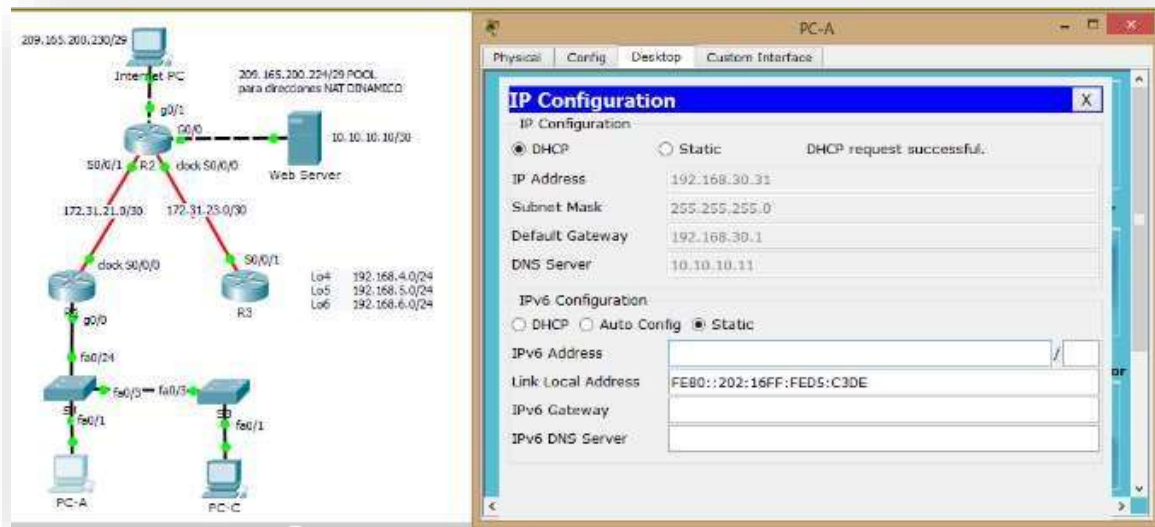 209.165.200.230/29
Internet PC
209.165.200.224/29 POOL
para direcciones NAT DINAMICO
g0/1
G0/0
10.10.10.10/30
S0/0/1
R2
clock S0/0/0
Web Server
172.31.21.0/30
172.31.23.0/30
clock S0/0/0
S0/0/1
R3
Lo4 192.168.4.0/24
Lo5 192.168.5.0/24
Lo6 192.168.6.0/24
g0/0
fa0/24
fa0/3
fa0/3
S3
fa0/1
fa0/1
PC-A
PC-C
PC-A
Physical Config Desktop Custom Interface
IP Configuration X
IP Configuration
DHCP Static DHCP request successful.
IP Address 192.168.30.31
Subnet Mask 255.255.255.0
Default Gateway 192.168.30.1
DNS Server 10.10.10.11
IPv6 Configuration
DHCP Auto Config Static
IPv6 Address /
Link Local Address FE80::202:16FF:FED5:C3DE
IPv6 Gateway
IPv6 DNS Server
or